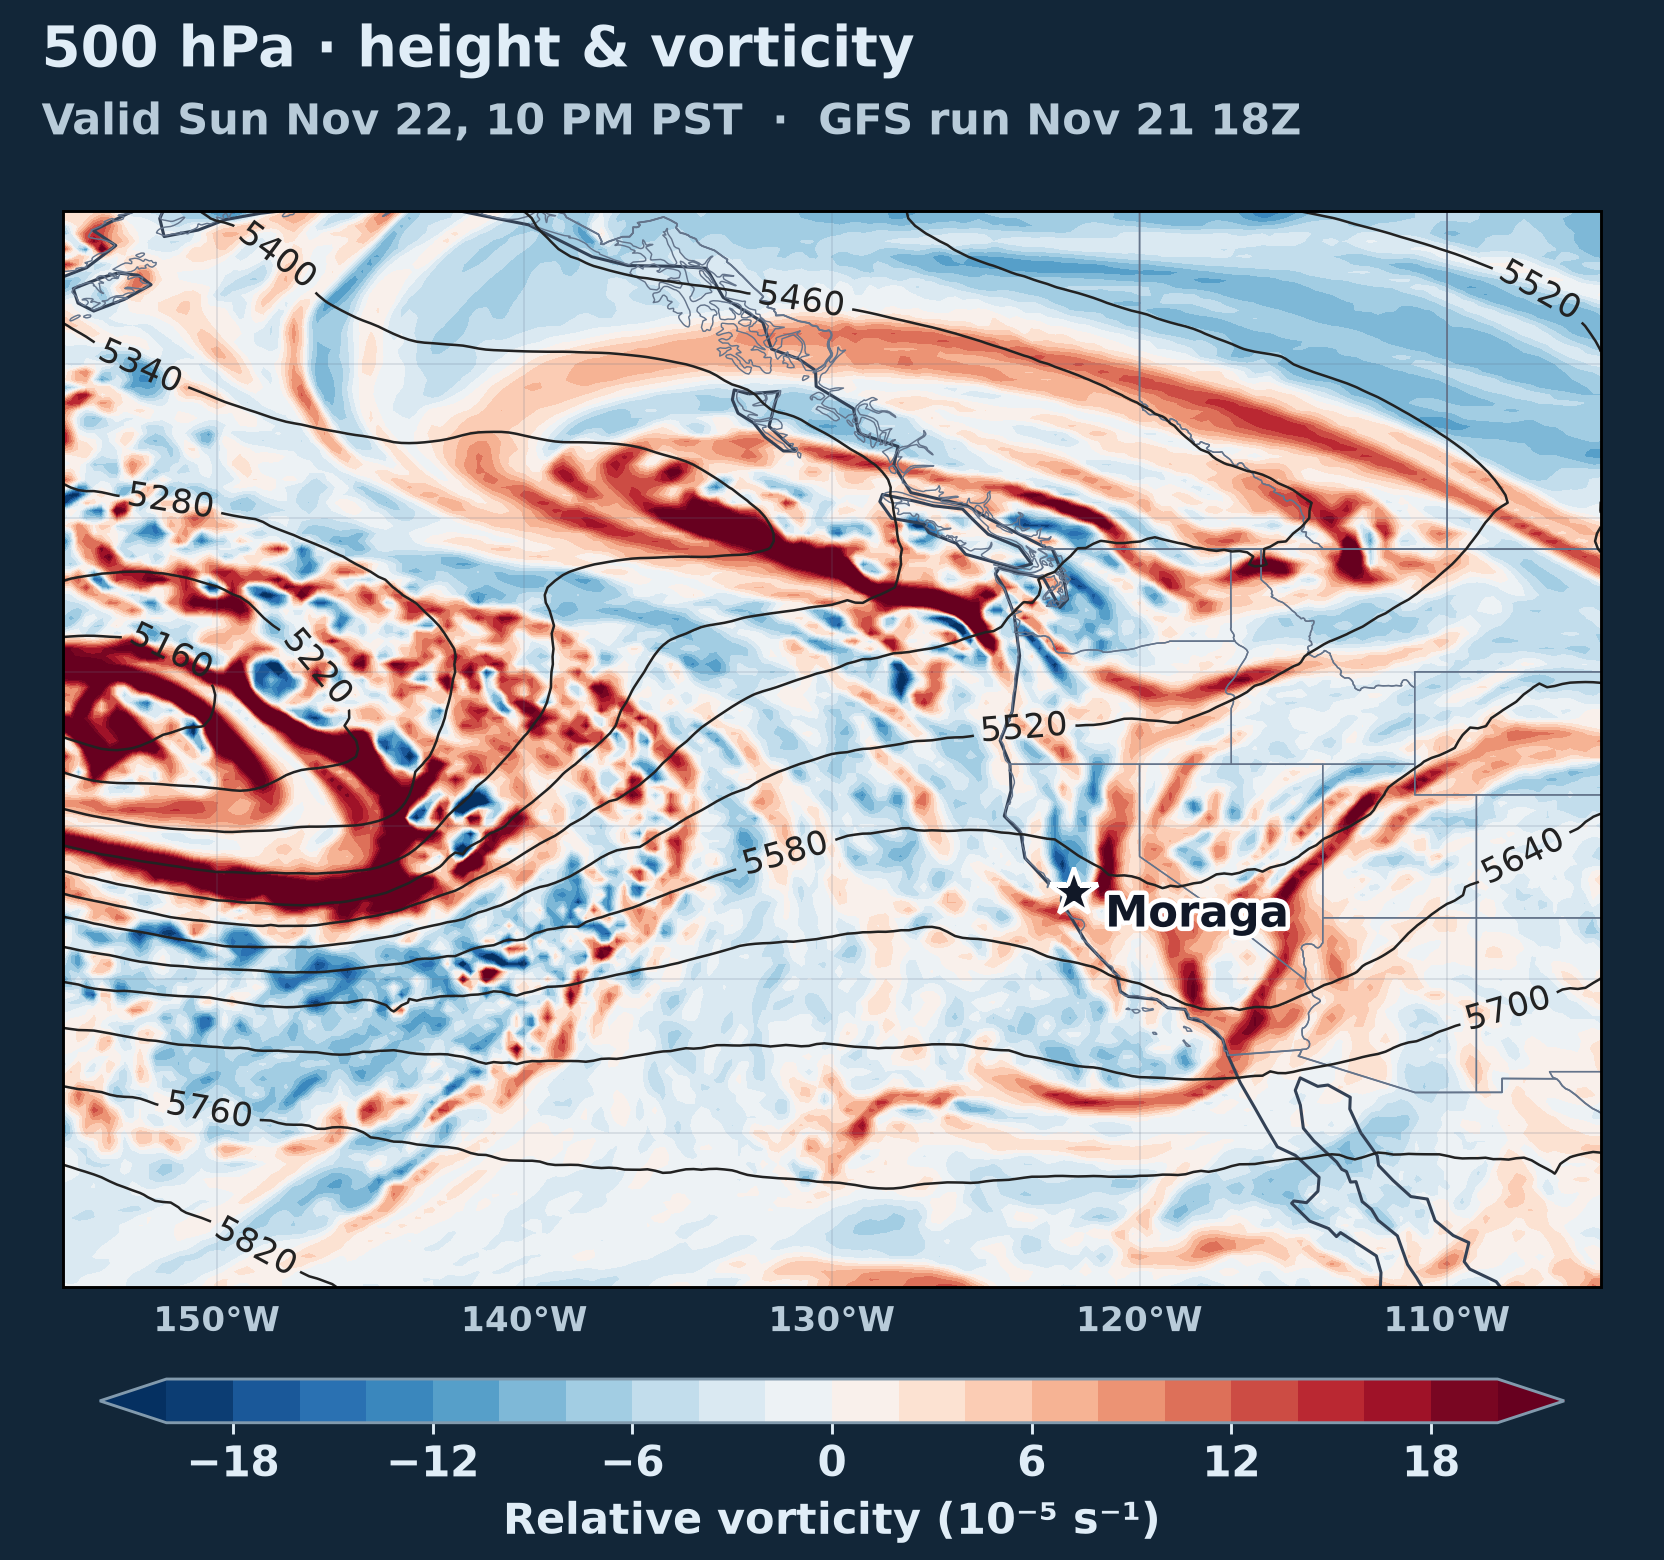 500 hPa · height & vorticity
Valid Sun Nov 22, 10 PM PST · GFS run Nov 21 18Z
5400
5460
5520
5340
5280
5160
5220
5520
5580
5640
Moraga
5700
5760
5820
150°W 140°W 130°W 120°W 110°W
−18 −12 −6 0 6 12 18
Relative vorticity (10⁻⁵ s⁻¹)